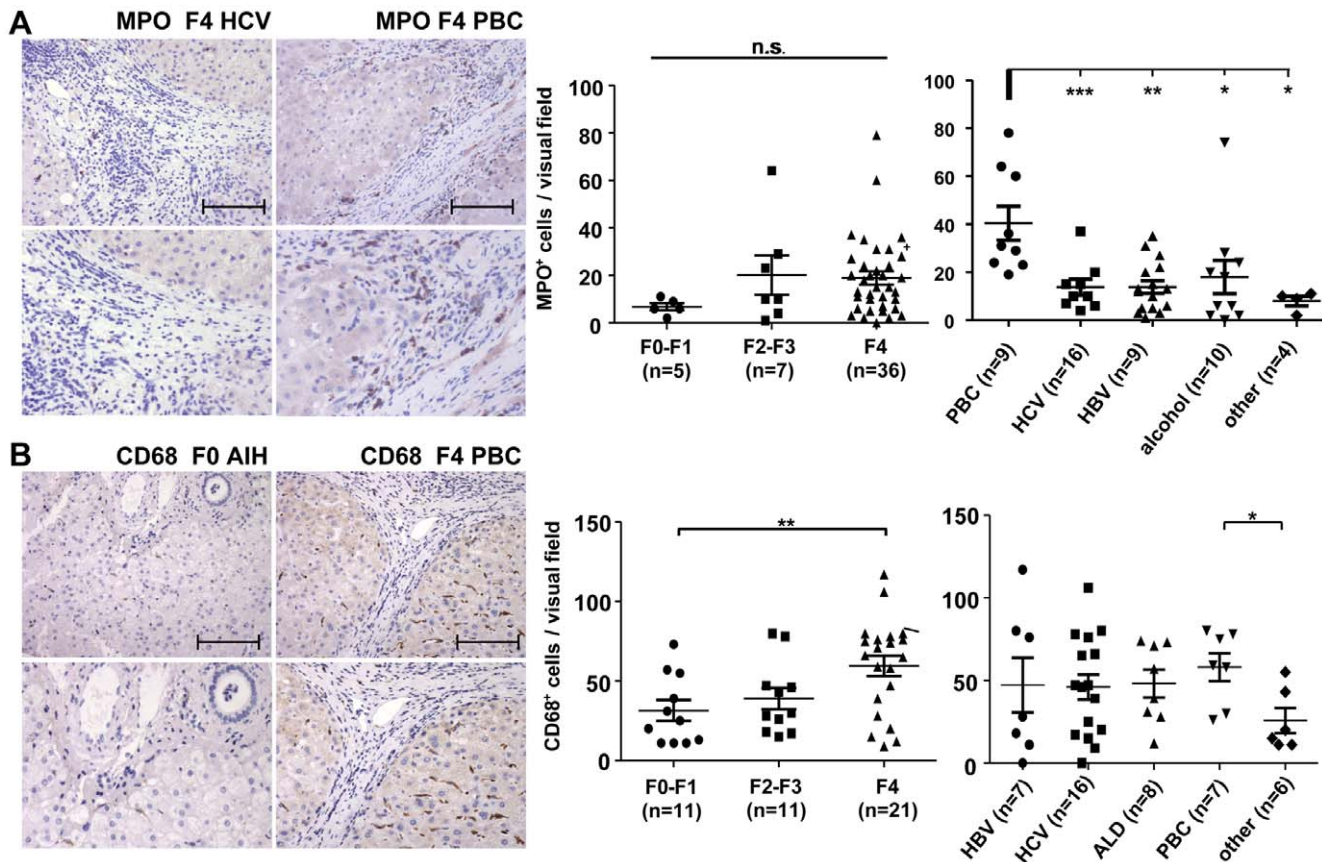 A
MPO F4 HCV
MPO F4 PBC
MPO+ cells / visual field
100
80
60
40
20
0
n.s.
+
F0-F1
(n=5)
F2-F3
(n=7)
F4
(n=36)
100
80
60
40
20
0
***
**
*
*
PBC (n=9)
HCV (n=16)
HBV (n=9)
alcohol (n=10)
other (n=4)
B
CD68 F0 AIH
CD68 F4 PBC
CD68+ cells / visual field
150
100
50
0
**
F0-F1
(n=11)
F2-F3
(n=11)
F4
(n=21)
150
100
50
0
*
HBV (n=7)
HCV (n=16)
ALD (n=8)
PBC (n=7)
other (n=6)